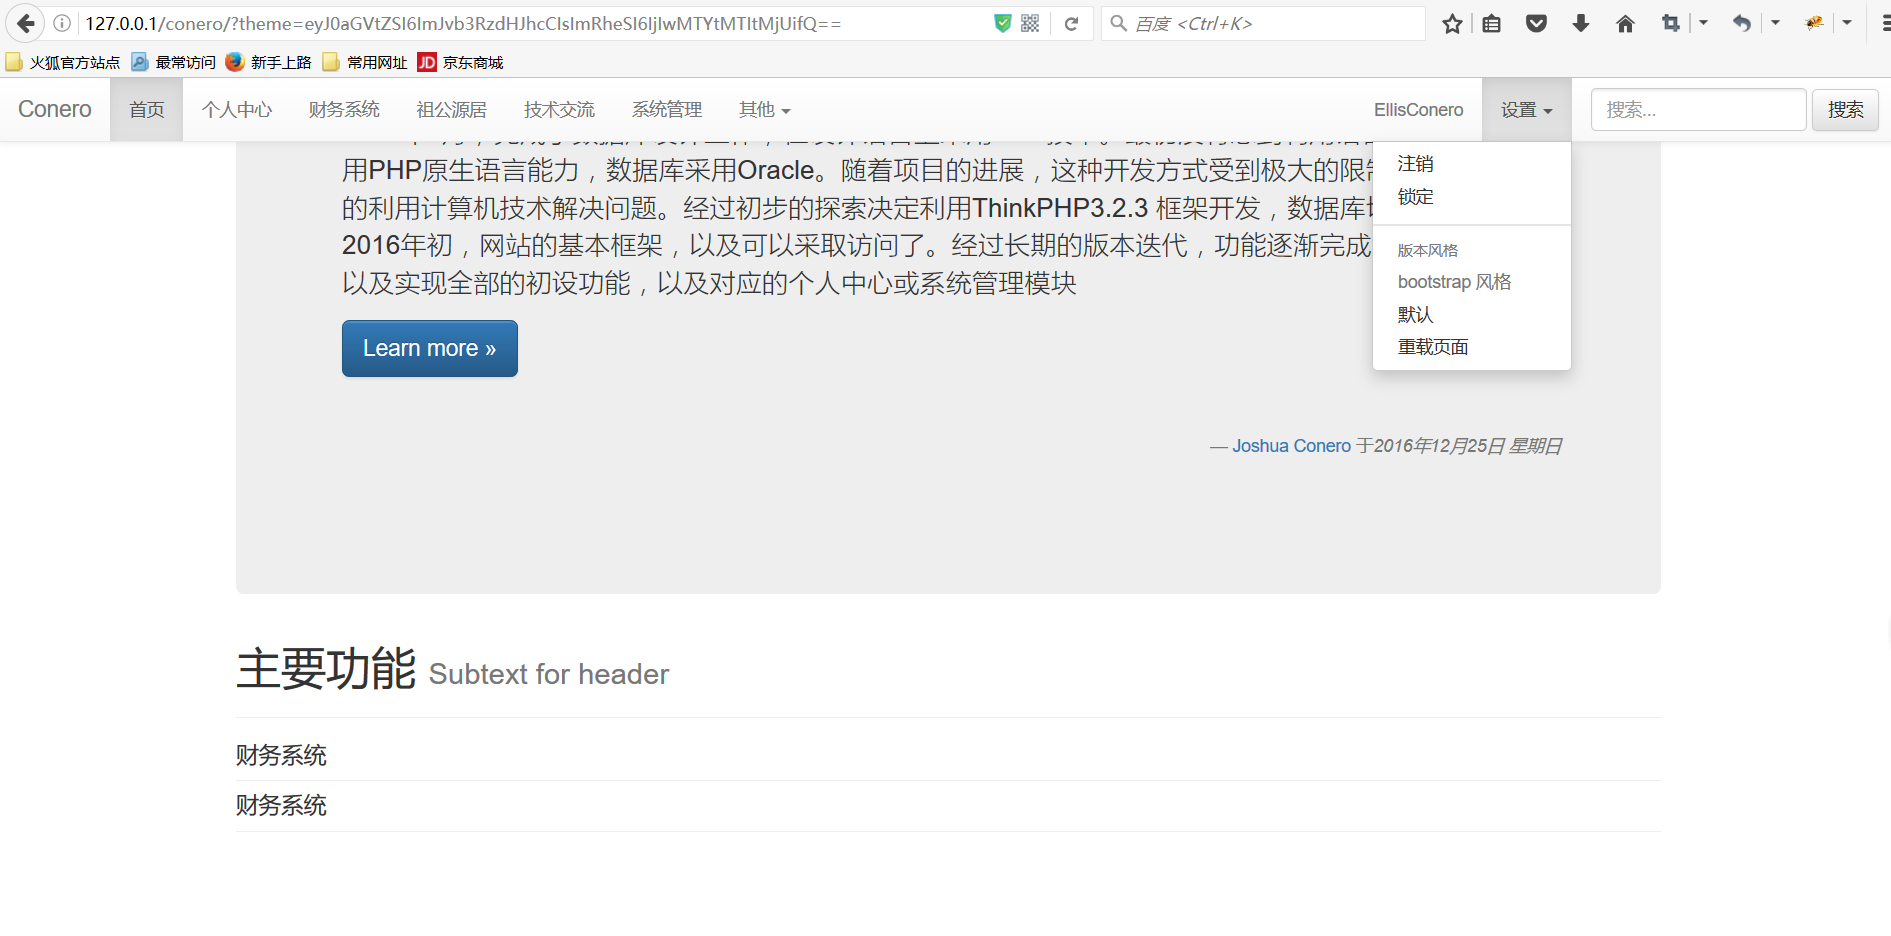 127.0.0.1/conero/?theme=eyJ0aGVtZSI6ImJvb3RzdHJhcCIsImRheSI6IjIwMTYtMTItMjUifQ==
百度 <Ctrl+K>
火狐官方站点 最常访问 新手上路 常用网址 JD 京东商城
Conero 首页 个人中心 财务系统 祖公源居 技术交流 系统管理 其他 EllisConero 设置 搜索... 搜索
用PHP原生语言能力，数据库采用Oracle。随着项目的进展，这种开发方式受到极大的限
的利用计算机技术解决问题。经过初步的探索决定利用ThinkPHP3.2.3 框架开发，数据库
2016年初，网站的基本框架，以及可以采取访问了。经过长期的版本迭代，功能逐渐完成
以及实现全部的初设功能，以及对应的个人中心或系统管理模块
注销
锁定
版本风格
bootstrap 风格
默认
重载页面
Learn more »
— Joshua Conero 于2016年12月25日 星期日
主要功能 Subtext for header
财务系统
财务系统